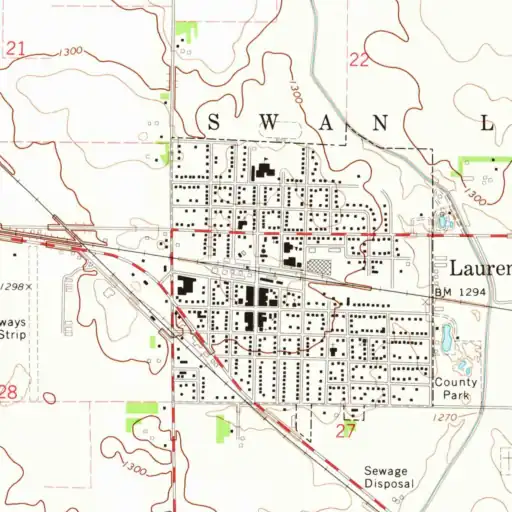 21
1300
22
1300
SWAN L
1300
Lauren
BM 1294
1298 ×
ways
Strip
28
County
Park
1270
27
Sewage
Disposal
1300